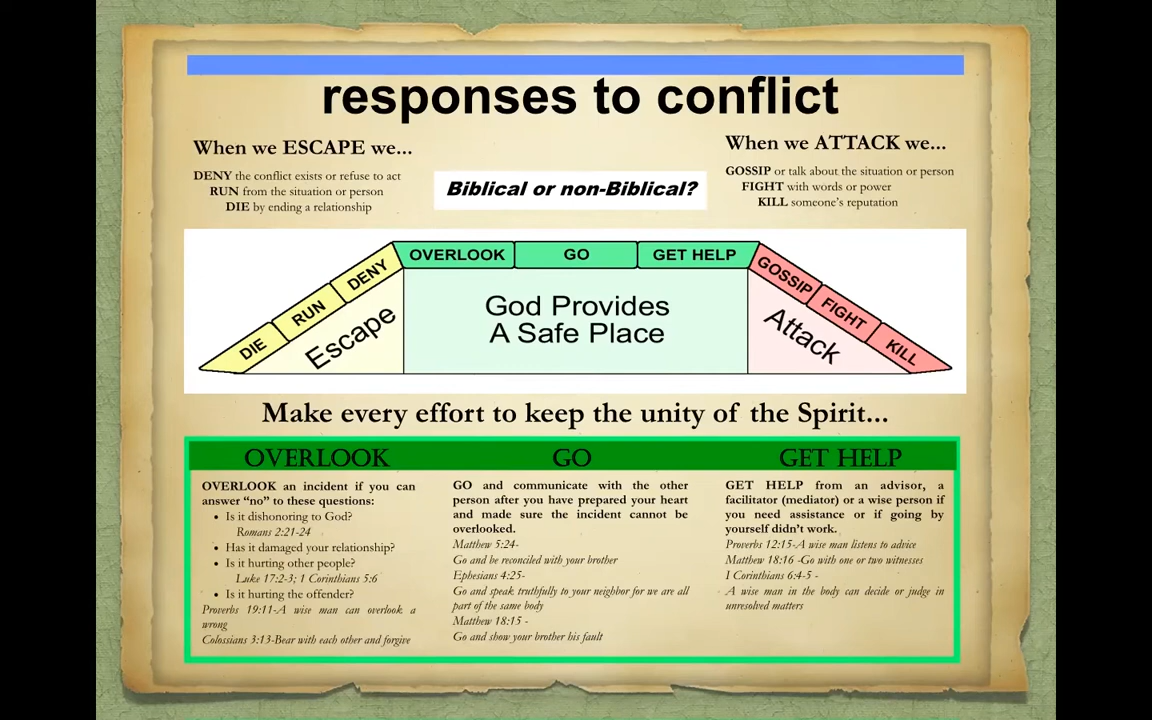 responses to conflict
When we ESCAPE we...
DENY the conflict exists or refuse to act
RUN from the situation or person
DIE by ending a relationship
Biblical or non-Biblical?
When we ATTACK we...
GOSSIP or talk about the situation or person
FIGHT with words or power
KILL someone's reputation
DIE
RUN
DENY
OVERLOOK
GO
GET HELP
GOSSIP
FIGHT
KILL
Escape
God Provides
A Safe Place
Attack
Make every effort to keep the unity of the Spirit...
OVERLOOK
OVERLOOK an incident if you can
answer “no” to these questions:
• Is it dishonoring to God?
Romans 2:21-24
• Has it damaged your relationship?
• Is it hurting other people?
Luke 17:2-3; 1 Corinthians 5:6
• Is it hurting the offender?
Proverbs 19:11-A wise man can overlook a
wrong
Colossians 3:13-Bear with each other and forgive
GO
GO and communicate with the other
person after you have prepared your heart
and made sure the incident cannot be
overlooked.
Matthew 5:24-
Go and be reconciled with your brother
Ephesians 4:25-
Go and speak truthfully to your neighbor for we are all
part of the same body
Matthew 18:15 -
Go and show your brother his fault
GET HELP
GET HELP from an advisor, a
facilitator (mediator) or a wise person if
you need assistance or if going by
yourself didn't work.
Proverbs 12:15-A wise man listens to advice
Matthew 18:16 -Go with one or two witnesses
I Corinthians 6:4-5 -
A wise man in the body can decide or judge in
unresolved matters